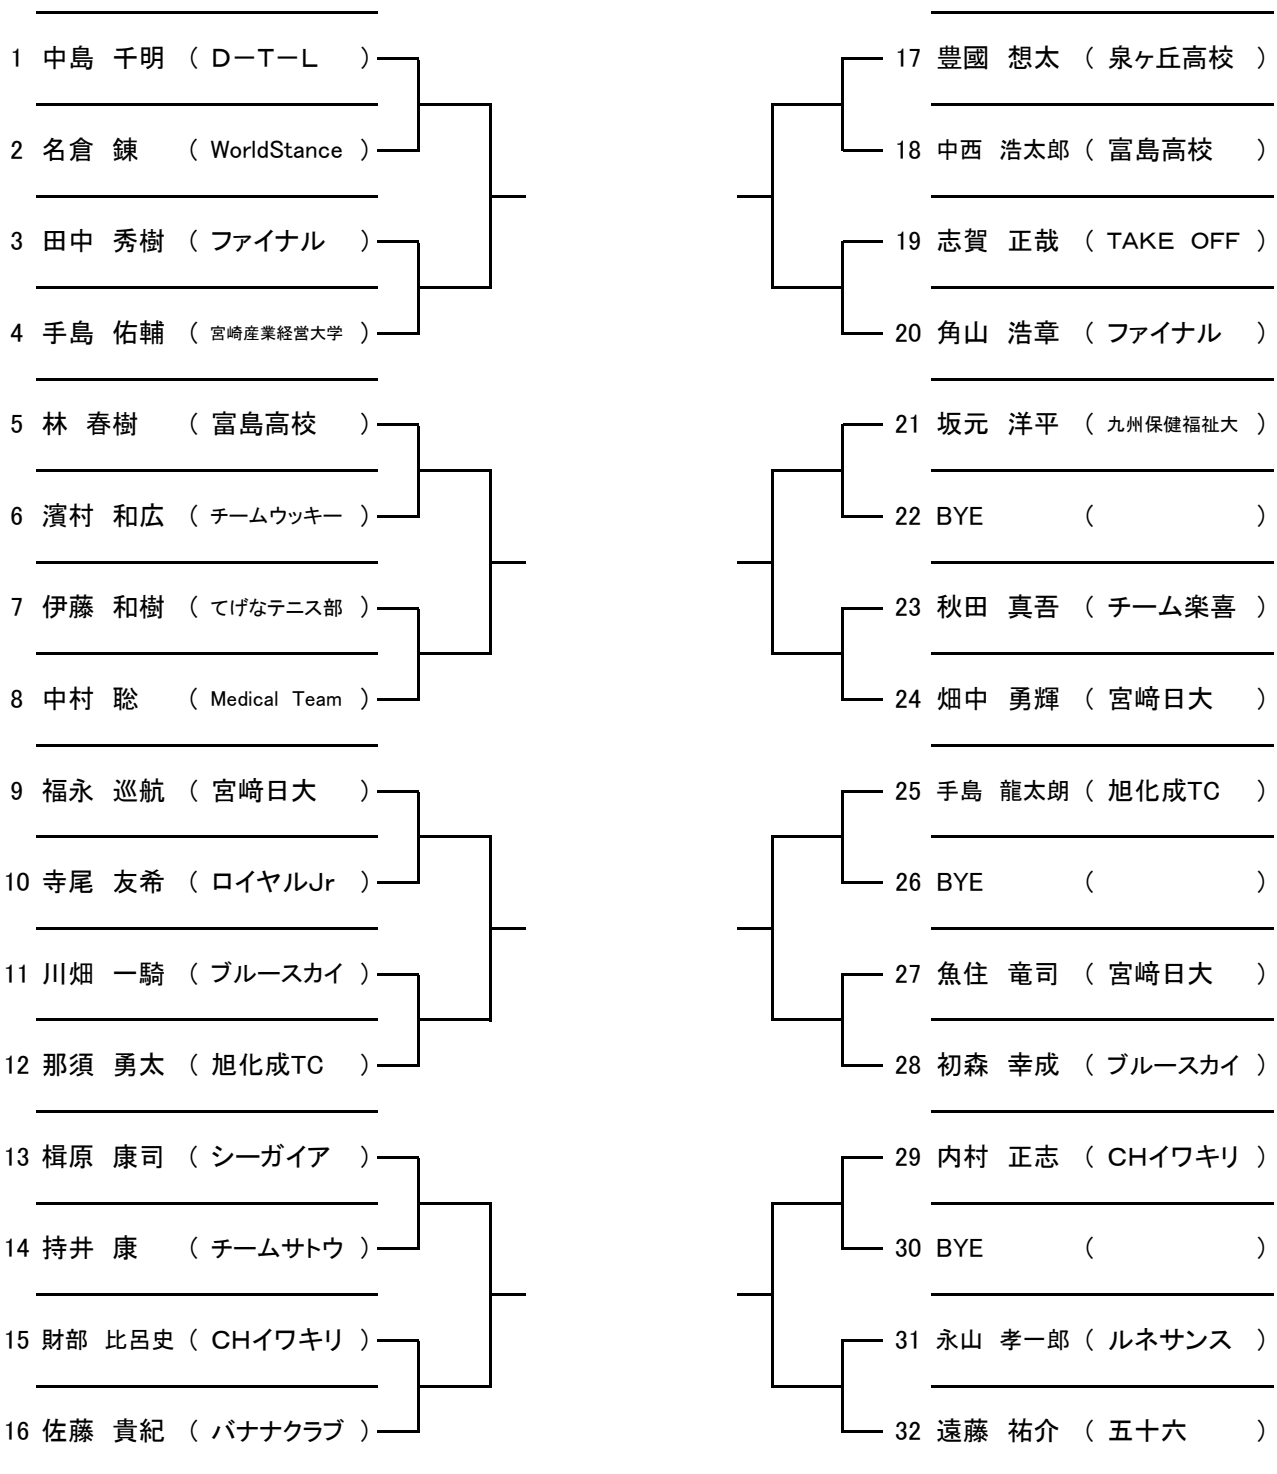 1 中島 千明 ( D－T－L )
2 名倉 錬 ( WorldStance )
3 田中 秀樹 ( ファイナル )
4 手島 佑輔 ( 宮崎産業経営大学 )
5 林 春樹 ( 富島高校 )
6 濱村 和広 ( チームウッキー )
7 伊藤 和樹 ( てげなテニス部 )
8 中村 聡 ( Medical Team )
9 福永 巡航 ( 宮﨑日大 )
10 寺尾 友希 ( ロイヤルJr )
11 川畑 一騎 ( ブルースカイ )
12 那須 勇太 ( 旭化成TC )
13 楫原 康司 ( シーガイア )
14 持井 康 ( チームサトウ )
15 財部 比呂史 ( CHイワキリ )
16 佐藤 貴紀 ( バナナクラブ )
17 豊國 想太 ( 泉ヶ丘高校 )
18 中西 浩太郎 ( 富島高校 )
19 志賀 正哉 ( TAKE OFF )
20 角山 浩章 ( ファイナル )
21 坂元 洋平 ( 九州保健福祉大 )
22 BYE ( )
23 秋田 真吾 ( チーム楽喜 )
24 畑中 勇輝 ( 宮﨑日大 )
25 手島 龍太朗 ( 旭化成TC )
26 BYE ( )
27 魚住 竜司 ( 宮﨑日大 )
28 初森 幸成 ( ブルースカイ )
29 内村 正志 ( CHイワキリ )
30 BYE ( )
31 永山 孝一郎 ( ルネサンス )
32 遠藤 祐介 ( 五十六 )